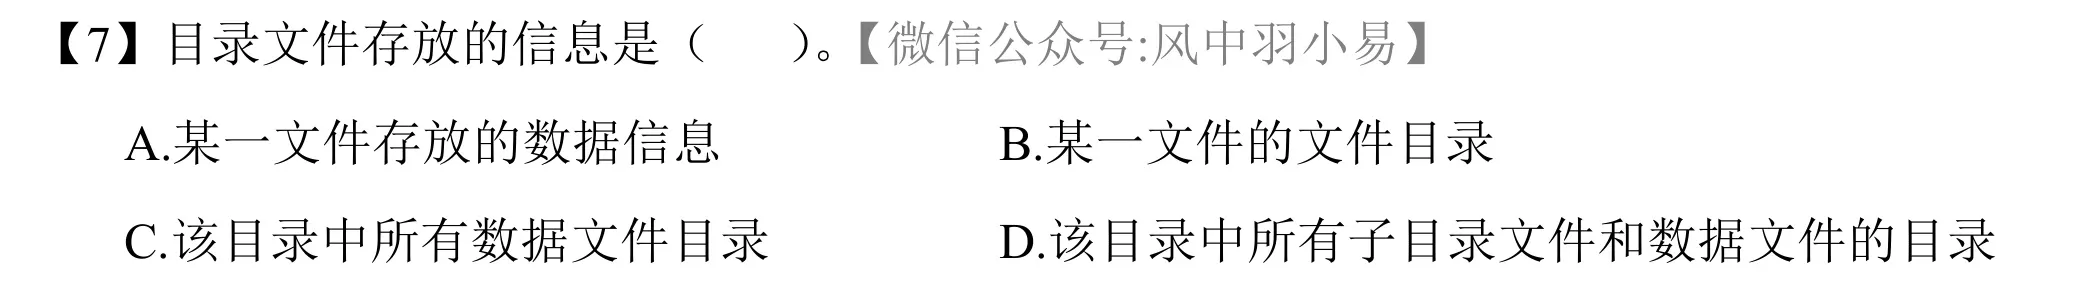 【7】目录文件存放的信息是（　　）。【微信公众号:风中羽小易】
A.某一文件存放的数据信息　　B.某一文件的文件目录
C.该目录中所有数据文件目录　　D.该目录中所有子目录文件和数据文件的目录